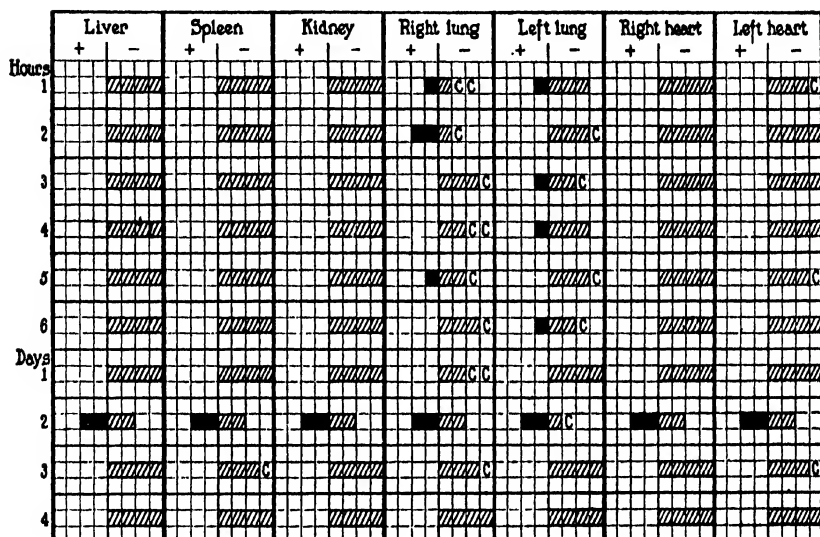 Liver Spleen Kidney Right lung Left lung Right heart Left heart
+ − + − + − + − + − + − + −
Hours
1 C C C
2 C C
3 C C
4 C C
5 C C C
6 C C
Days
1 C C
2 C
3 C C C
4